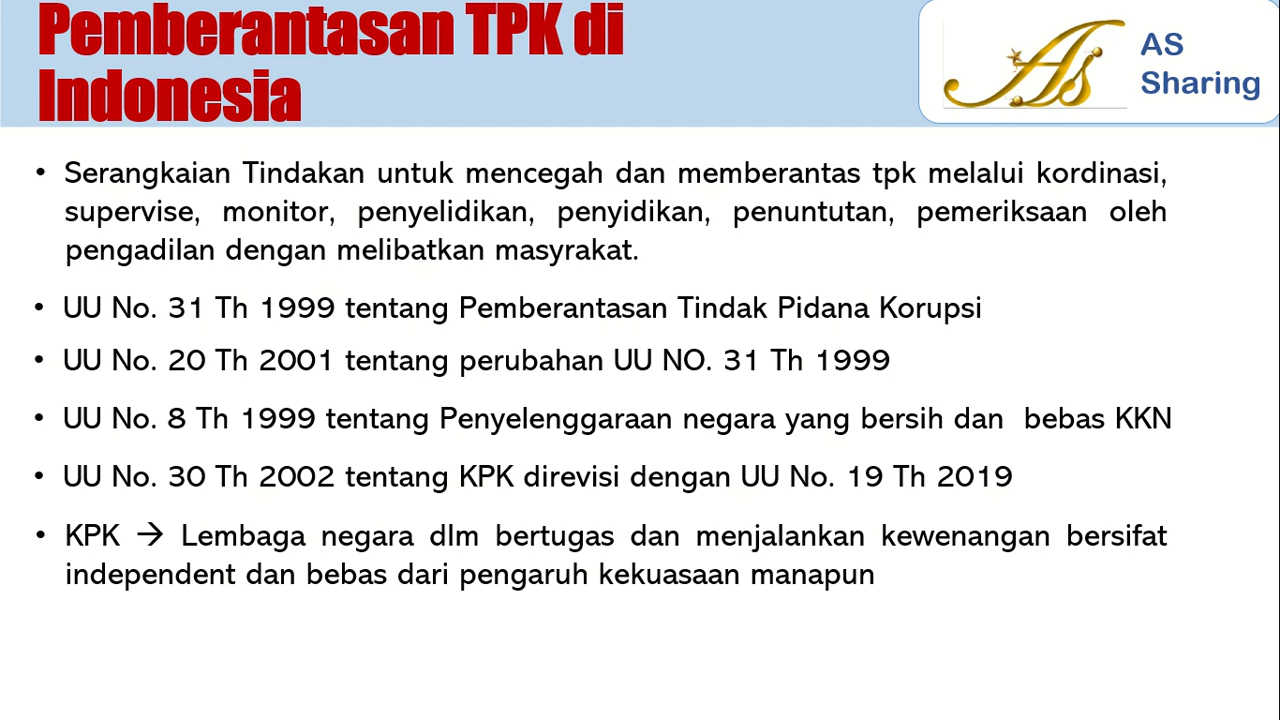 Pemberantasan TPK di
Indonesia
As
AS
Sharing
• Serangkaian Tindakan untuk mencegah dan memberantas tpk melalui kordinasi,
supervise, monitor, penyelidikan, penyidikan, penuntutan, pemeriksaan oleh
pengadilan dengan melibatkan masyrakat.
• UU No. 31 Th 1999 tentang Pemberantasan Tindak Pidana Korupsi
• UU No. 20 Th 2001 tentang perubahan UU NO. 31 Th 1999
• UU No. 8 Th 1999 tentang Penyelenggaraan negara yang bersih dan bebas KKN
• UU No. 30 Th 2002 tentang KPK direvisi dengan UU No. 19 Th 2019
• KPK → Lembaga negara dlm bertugas dan menjalankan kewenangan bersifat
independent dan bebas dari pengaruh kekuasaan manapun